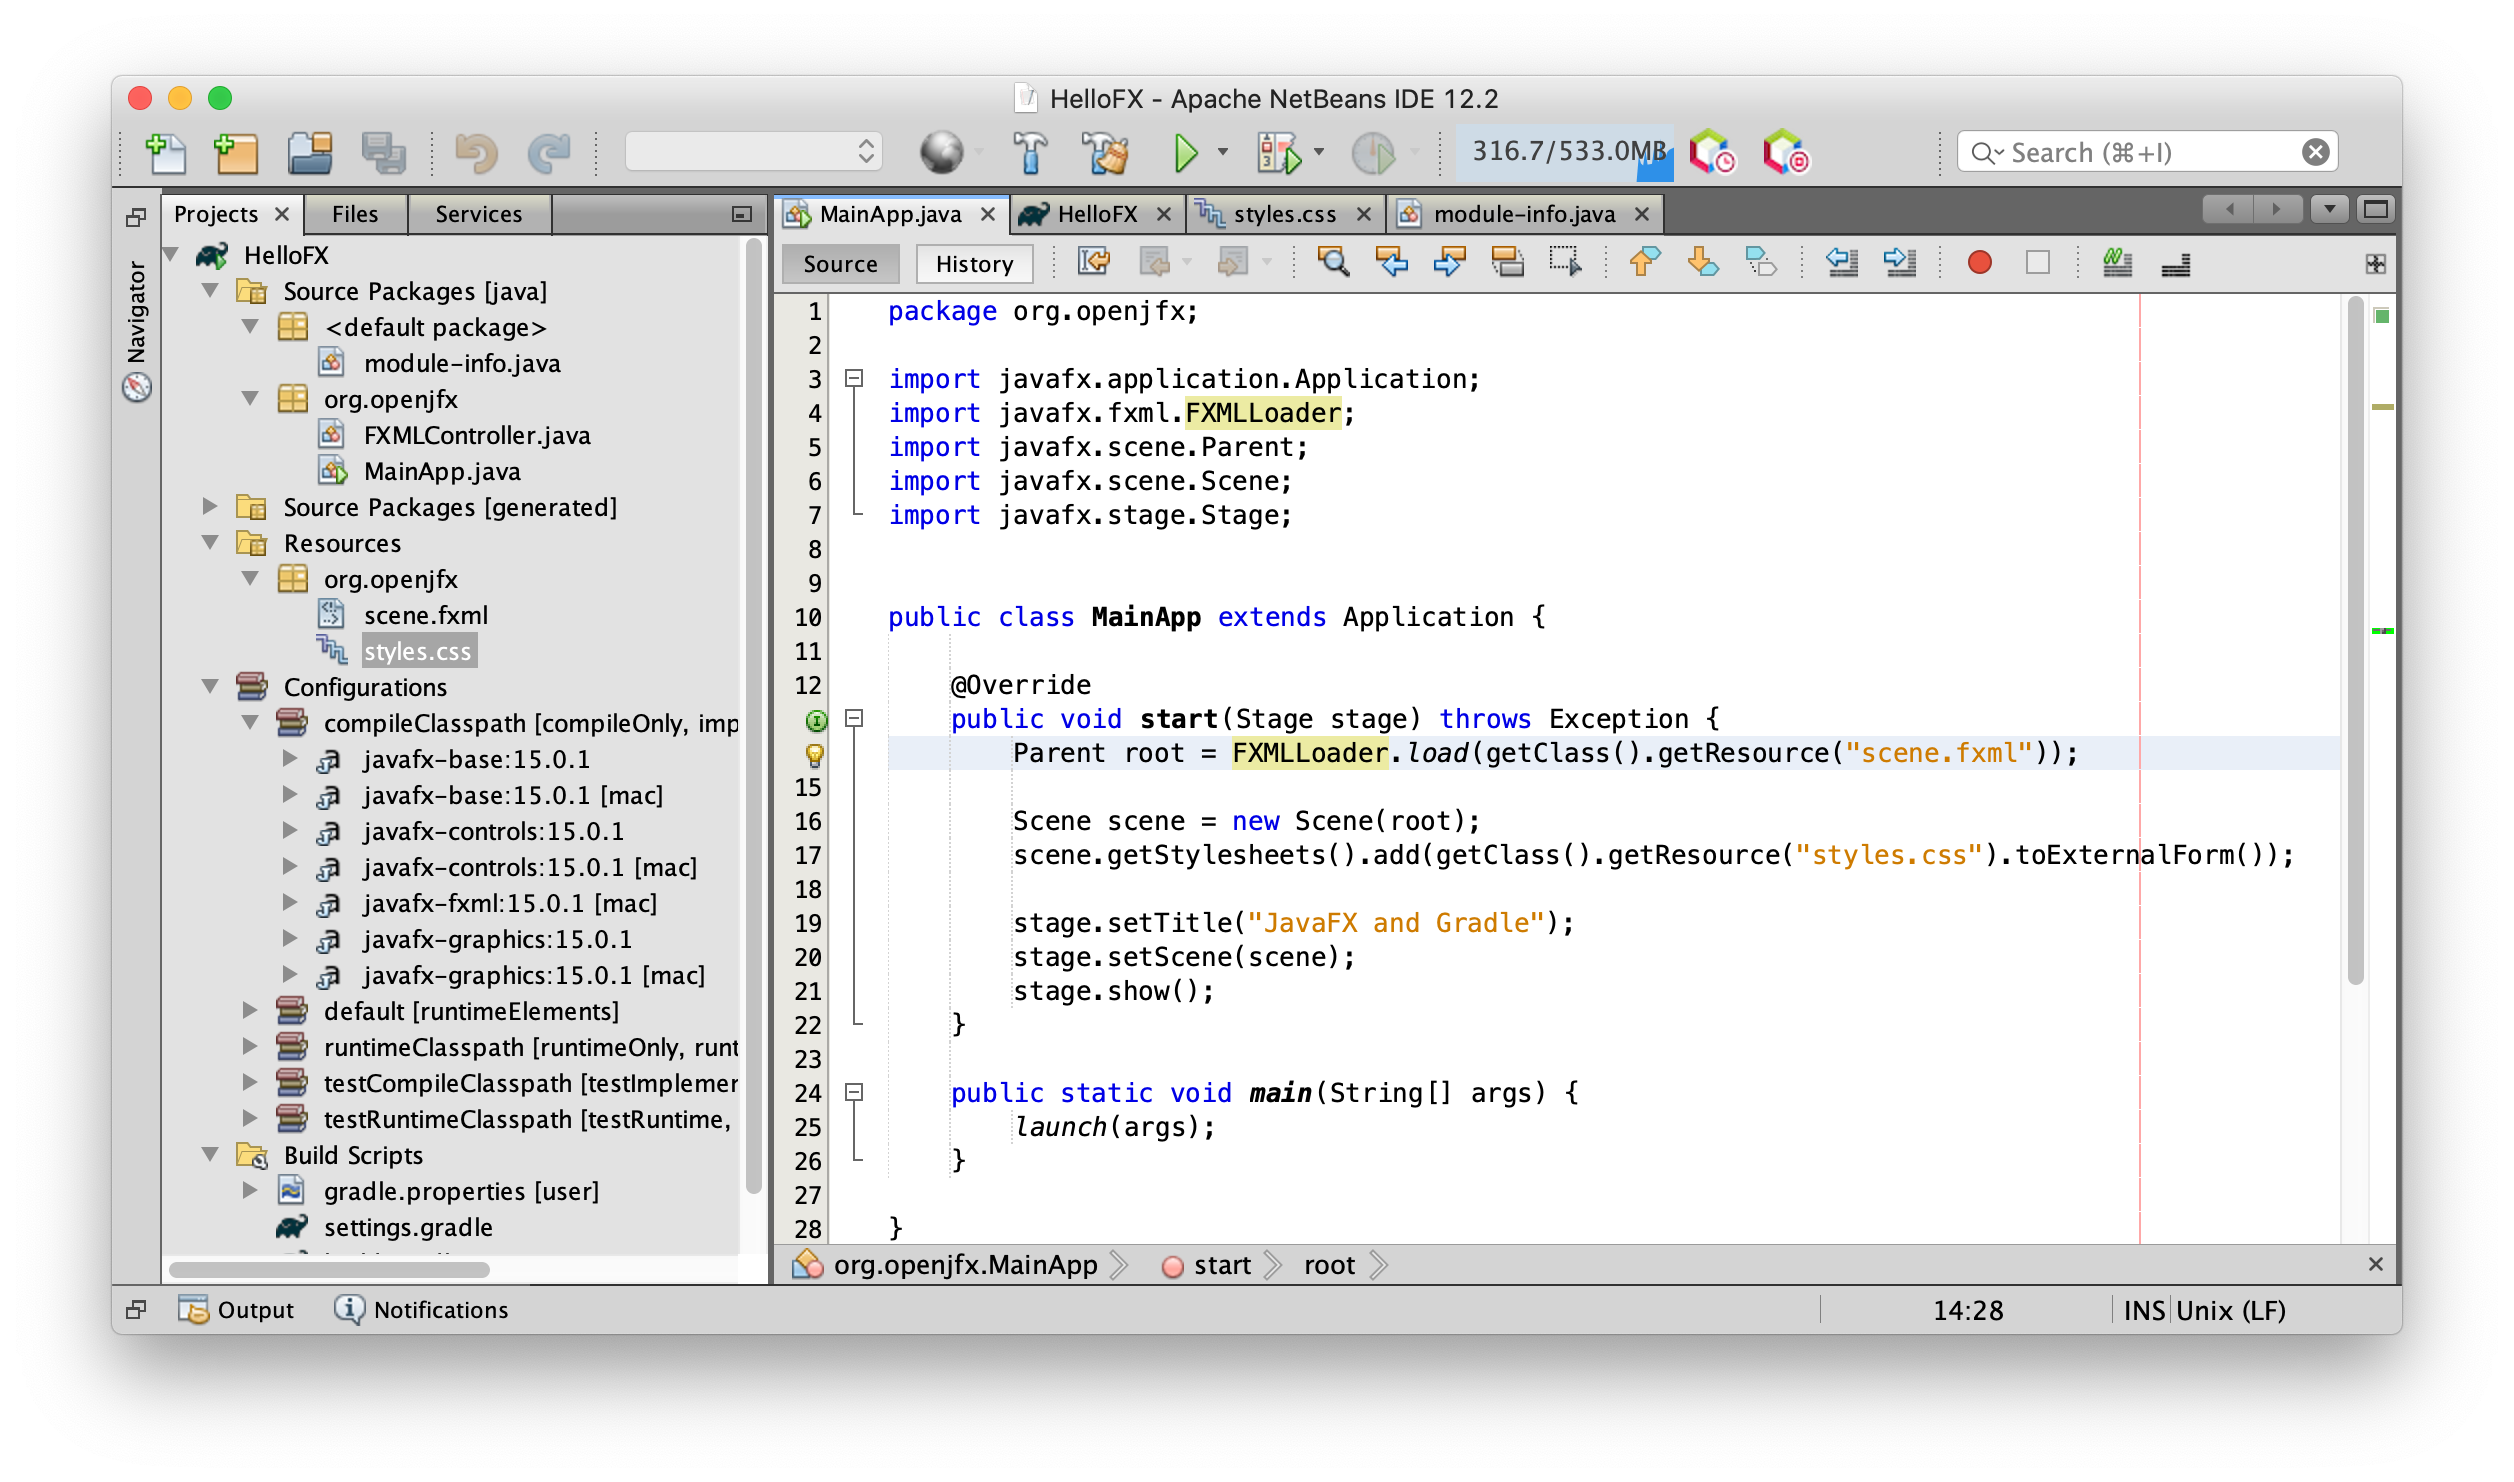 HelloFX - Apache NetBeans IDE 12.2
316.7/533.0MB
Search (⌘+I)
Navigator
Projects
Files
Services
HelloFX
Source Packages [java]
<default package>
module-info.java
org.openjfx
FXMLController.java
MainApp.java
Source Packages [generated]
Resources
org.openjfx
scene.fxml
styles.css
Configurations
compileClasspath [compileOnly, imp
javafx-base:15.0.1
javafx-base:15.0.1 [mac]
javafx-controls:15.0.1
javafx-controls:15.0.1 [mac]
javafx-fxml:15.0.1 [mac]
javafx-graphics:15.0.1
javafx-graphics:15.0.1 [mac]
default [runtimeElements]
runtimeClasspath [runtimeOnly, runt
testCompileClasspath [testImplemer
testRuntimeClasspath [testRuntime,
Build Scripts
gradle.properties [user]
settings.gradle
MainApp.java
HelloFX
styles.css
module-info.java
Source
History
1 package org.openjfx;
2
3 import javafx.application.Application;
4 import javafx.fxml.FXMLLoader;
5 import javafx.scene.Parent;
6 import javafx.scene.Scene;
7 import javafx.stage.Stage;
8
9
10 public class MainApp extends Application {
11
12 @Override
public void start(Stage stage) throws Exception {
Parent root = FXMLLoader.load(getClass().getResource("scene.fxml"));
15
16 Scene scene = new Scene(root);
17 scene.getStylesheets().add(getClass().getResource("styles.css").toExternalForm());
18
19 stage.setTitle("JavaFX and Gradle");
20 stage.setScene(scene);
21 stage.show();
22 }
23
24 public static void main(String[] args) {
25 launch(args);
26 }
27
28 }
org.openjfx.MainApp
start
root
Output
Notifications
14:28
INS
Unix (LF)